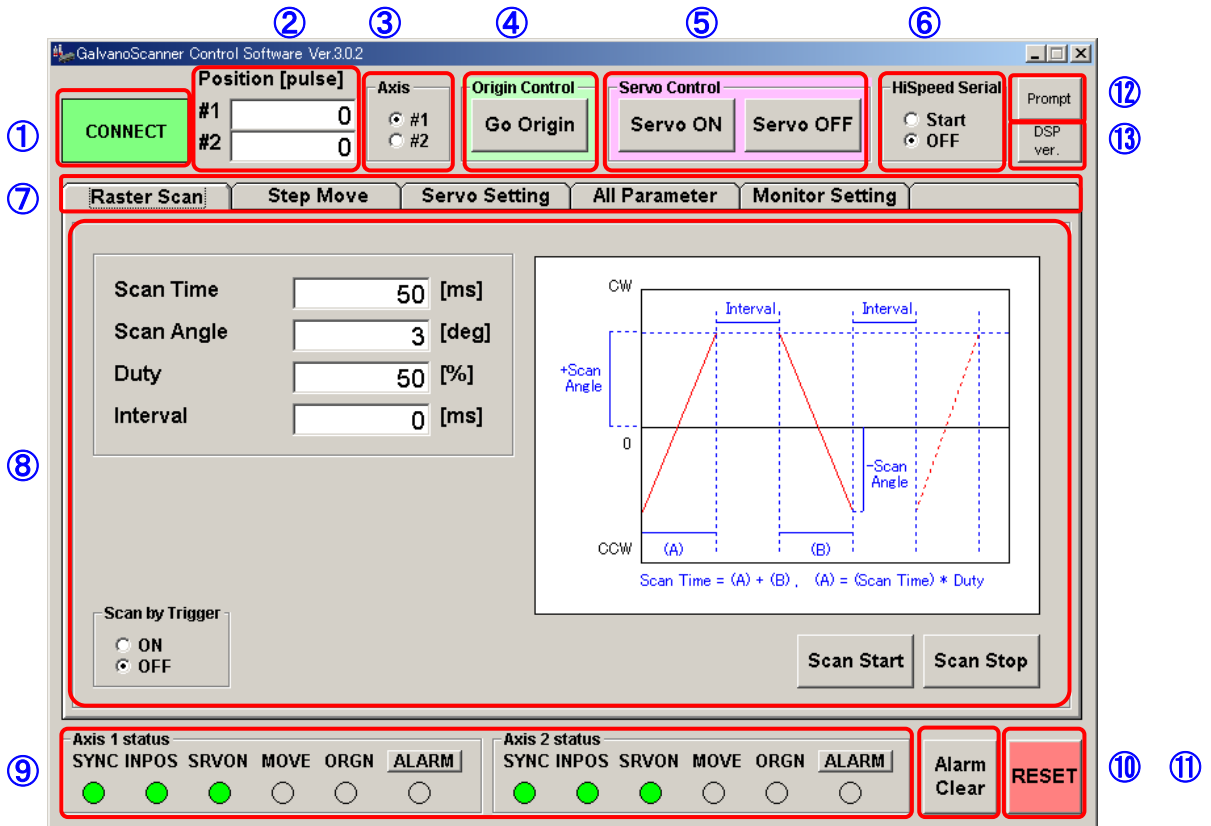 ② ③ ④ ⑤ ⑥
GalvanoScanner Control Software Ver.3.0.2
① CONNECT
Position [pulse]
#1 0
#2 0
Axis
#1
#2
Origin Control
Go Origin
Servo Control
Servo ON Servo OFF
HiSpeed Serial
Start
OFF
Prompt ⑫
DSP ver. ⑬
⑦ Raster Scan Step Move Servo Setting All Parameter Monitor Setting
⑧
Scan Time 50 [ms]
Scan Angle 3 [deg]
Duty 50 [%]
Interval 0 [ms]
CW
Interval Interval
+Scan
Angle
0
-Scan
Angle
CCW (A) (B)
Scan Time = (A) + (B) , (A) = (Scan Time) * Duty
Scan by Trigger
ON
OFF
Scan Start Scan Stop
⑨
Axis 1 status
SYNC INPOS SRVON MOVE ORGN ALARM
Axis 2 status
SYNC INPOS SRVON MOVE ORGN ALARM
Alarm
Clear
RESET
⑩ ⑪